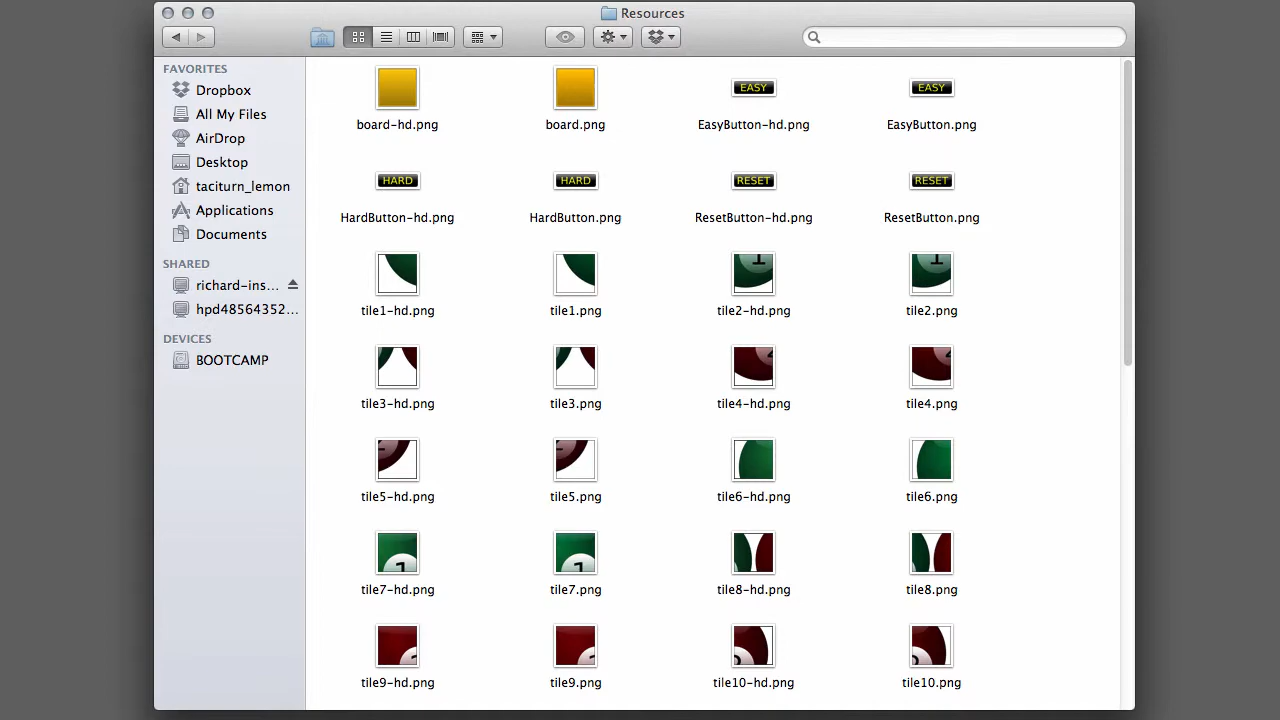 Resources
FAVORITES
Dropbox
All My Files
AirDrop
Desktop
taciturn_lemon
Applications
Documents
SHARED
richard-ins...
hpd48564352...
DEVICES
BOOTCAMP
EASY
EASY
board-hd.png
board.png
EasyButton-hd.png
EasyButton.png
HARD
HARD
RESET
RESET
HardButton-hd.png
HardButton.png
ResetButton-hd.png
ResetButton.png
1
1
tile1-hd.png
tile1.png
tile2-hd.png
tile2.png
tile3-hd.png
tile3.png
tile4-hd.png
tile4.png
tile5-hd.png
tile5.png
tile6-hd.png
tile6.png
1
1
tile7-hd.png
tile7.png
tile8-hd.png
tile8.png
tile9-hd.png
tile9.png
tile10-hd.png
tile10.png